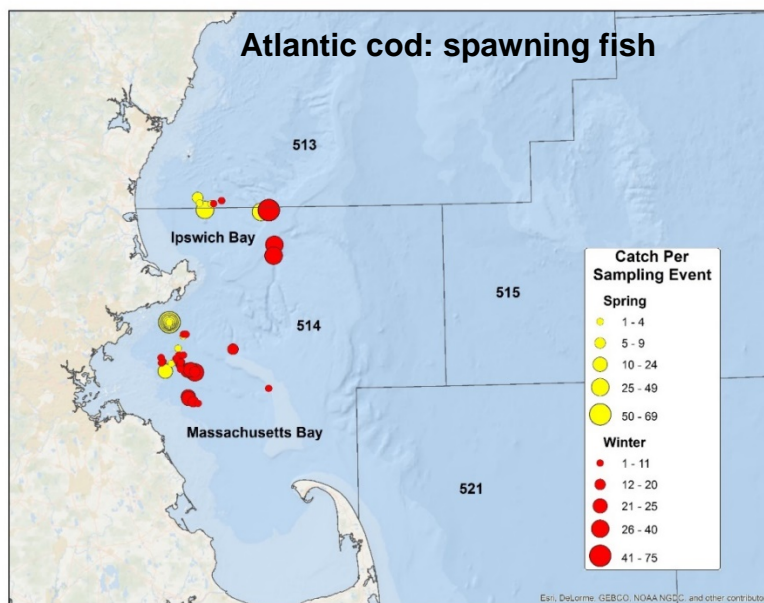 Atlantic cod: spawning fish
513
Ipswich Bay
515
514
Massachusetts Bay
521
Catch Per
Sampling Event
Spring
1 - 4
5 - 9
10 - 24
25 - 49
50 - 69
Winter
1 - 11
12 - 20
21 - 25
26 - 40
41 - 75
Esri, DeLorme, GEBCO, NOAA NGDC, and other contributo